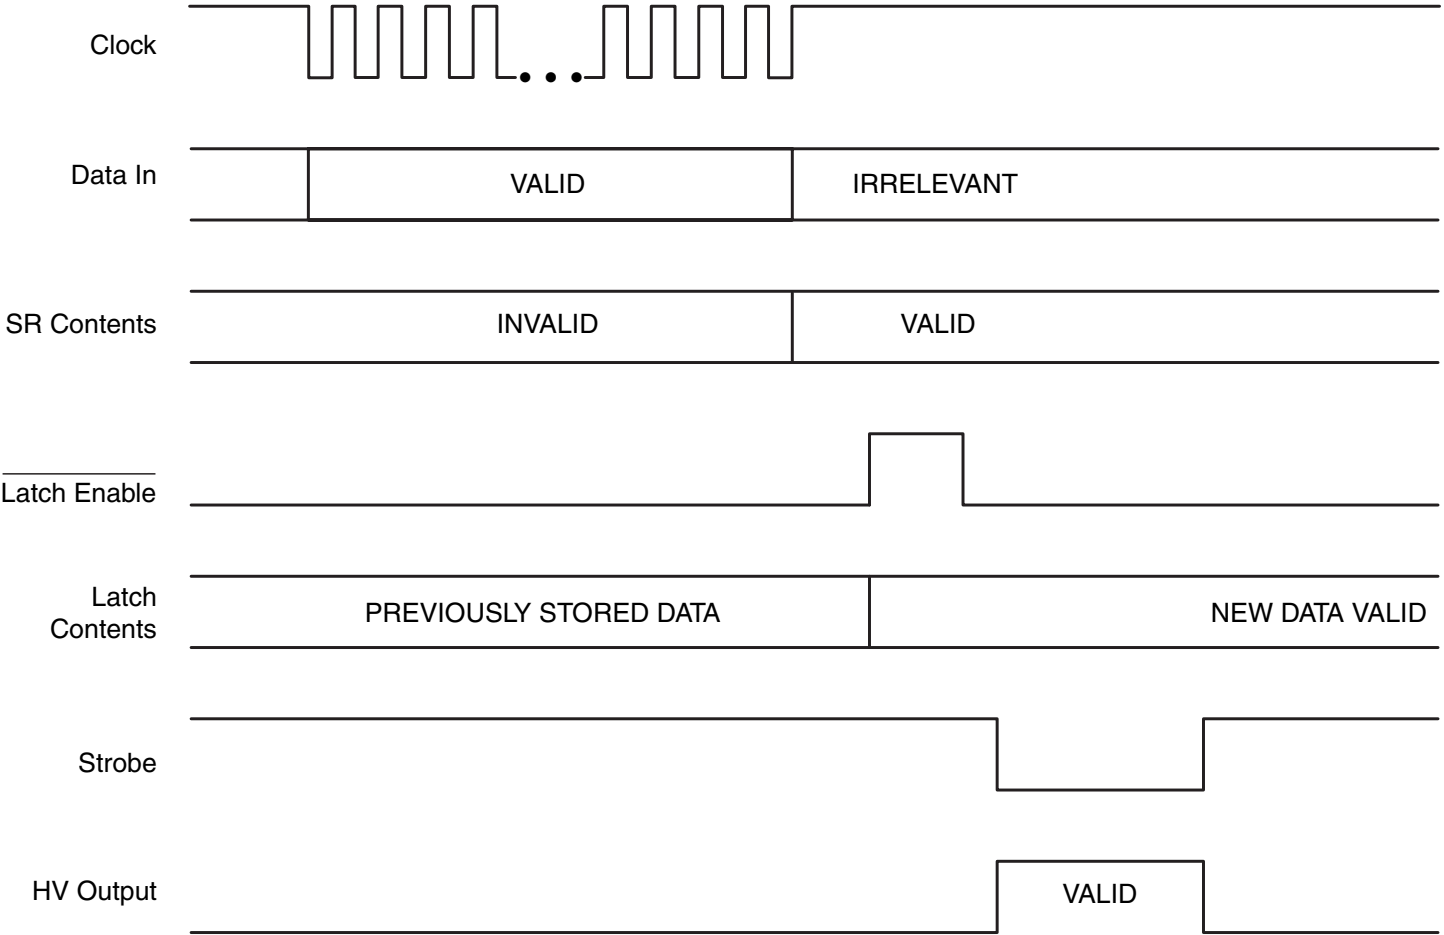 Clock
Data In
VALID
IRRELEVANT
SR Contents
INVALID
VALID
Latch Enable
Latch
Contents
PREVIOUSLY STORED DATA
NEW DATA VALID
Strobe
HV Output
VALID